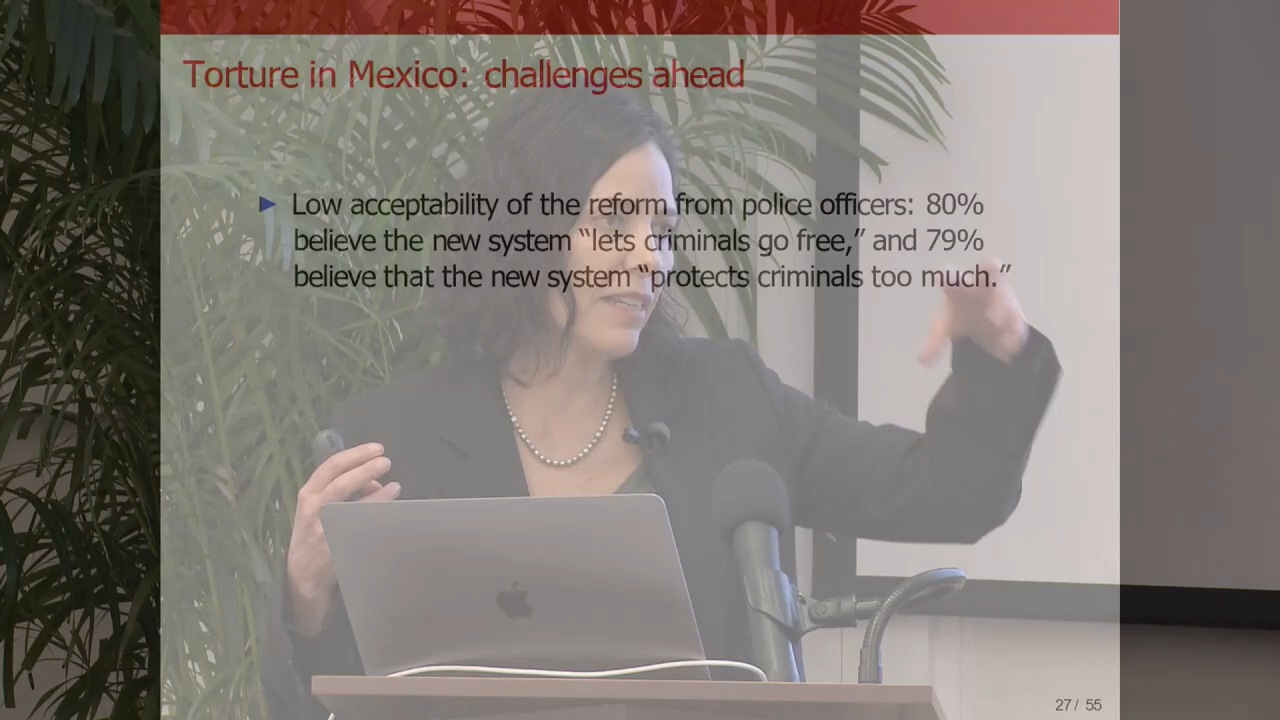 Torture in Mexico: challenges ahead
► Low acceptability of the reform from police officers: 80%
believe the new system “lets criminals go free,” and 79%
believe that the new system “protects criminals too much.”
27 / 55